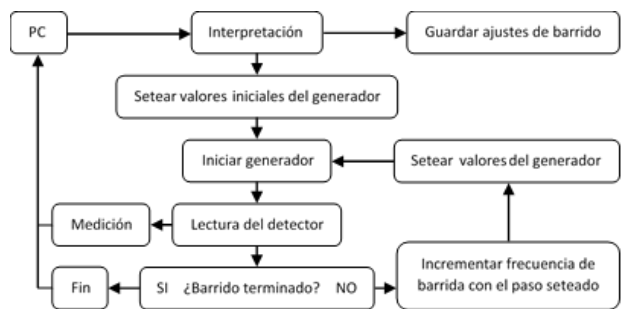 PC
Interpretación
Guardar ajustes de barrido
Setear valores iniciales del generador
Iniciar generador
Setear valores del generador
Medición
Lectura del detector
Incrementar frecuencia de
barrida con el paso seteado
Fin
SI ¿Barrido terminado? NO